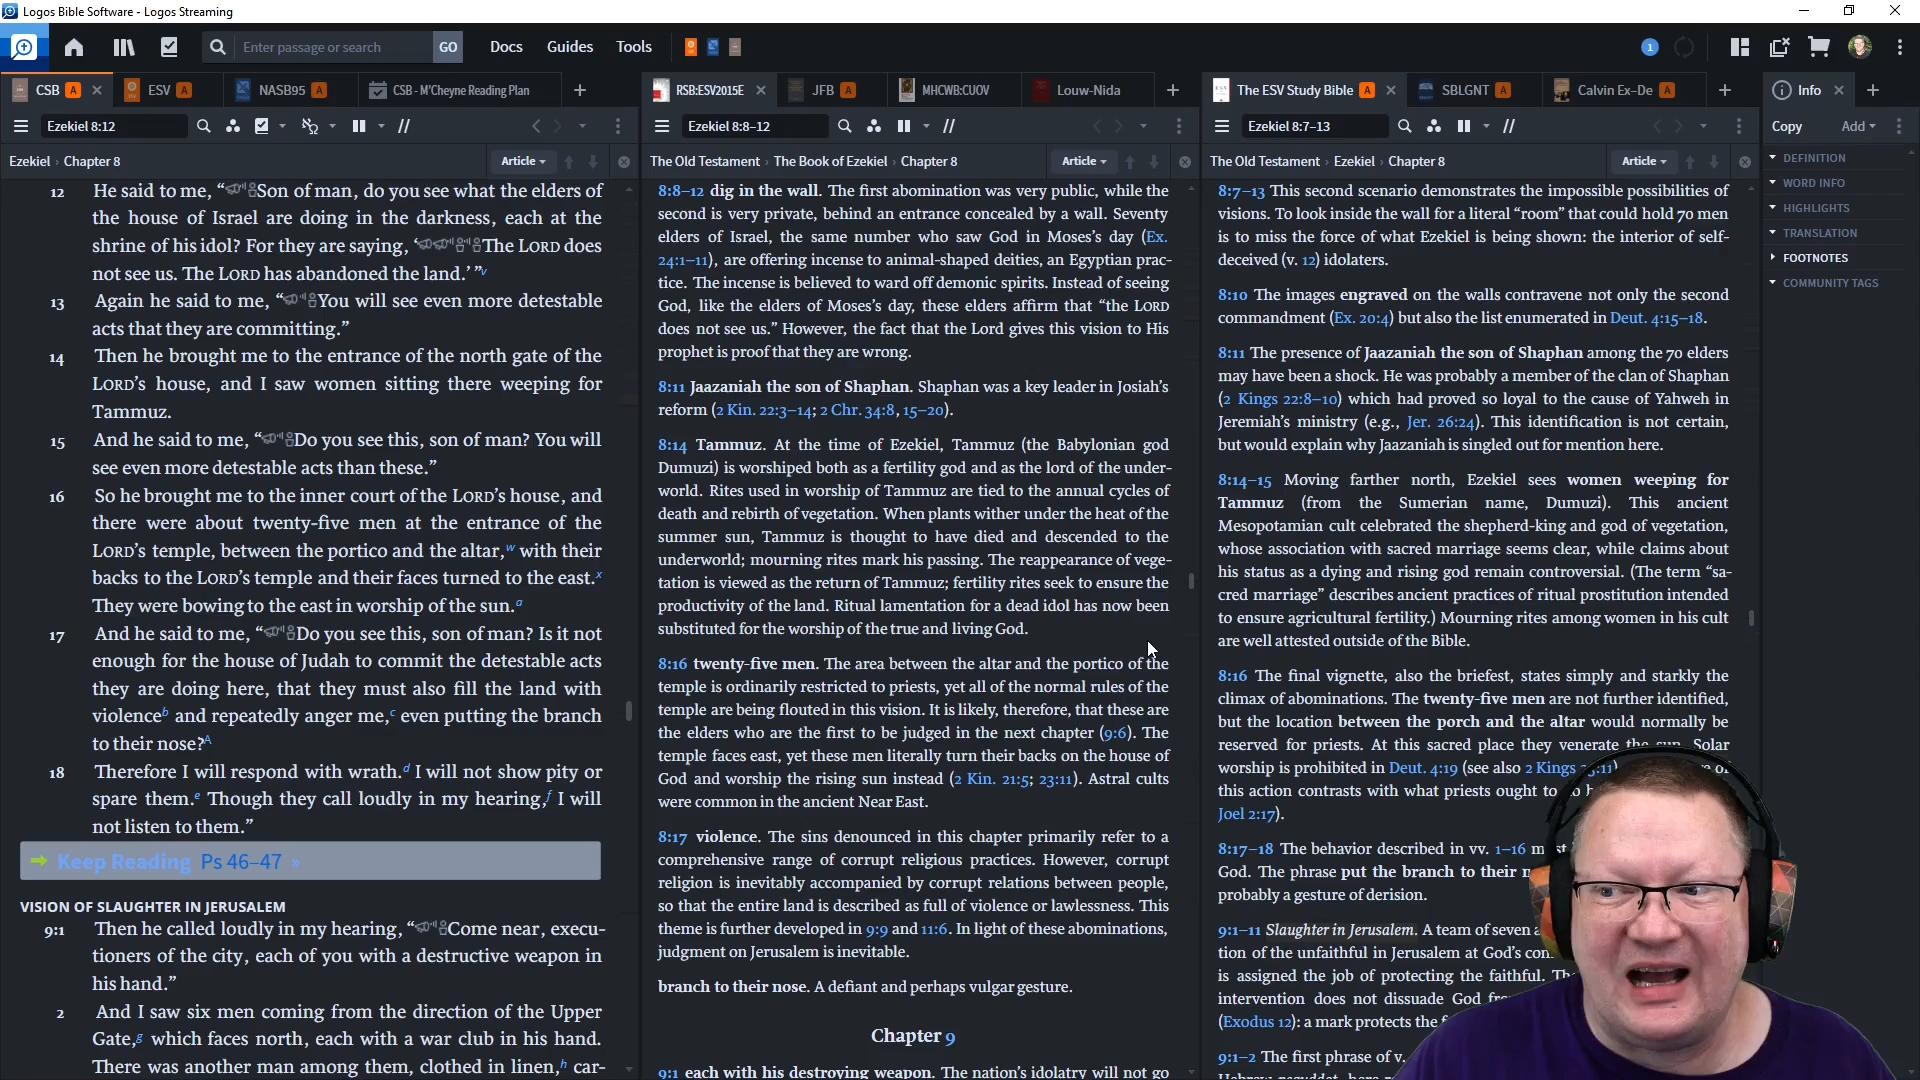 Logos Bible Software - Logos Streaming
Enter passage or search GO Docs Guides Tools 1
CSB A ESV A NASB95 A CSB - M'Cheyne Reading Plan
Ezekiel 8:12
Ezekiel › Chapter 8 Article
12 He said to me, “Son of man, do you see what the elders of
the house of Israel are doing in the darkness, each at the
shrine of his idol? For they are saying, ‘The LORD does
not see us. The LORD has abandoned the land.’ ”v
13 Again he said to me, “You will see even more detestable
acts that they are committing.”
14 Then he brought me to the entrance of the north gate of the
LORD’s house, and I saw women sitting there weeping for
Tammuz.
15 And he said to me, “Do you see this, son of man? You will
see even more detestable acts than these.”
16 So he brought me to the inner court of the LORD’s house, and
there were about twenty-five men at the entrance of the
LORD’s temple, between the portico and the altar,w with their
backs to the LORD’s temple and their faces turned to the east.x
They were bowing to the east in worship of the sun.a
17 And he said to me, “Do you see this, son of man? Is it not
enough for the house of Judah to commit the detestable acts
they are doing here, that they must also fill the land with
violenceb and repeatedly anger me,c even putting the branch
to their nose?A
18 Therefore I will respond with wrath.d I will not show pity or
spare them.e Though they call loudly in my hearing,f I will
not listen to them.”
Keep Reading Ps 46–47 »
VISION OF SLAUGHTER IN JERUSALEM
9:1 Then he called loudly in my hearing, “Come near, execu-
tioners of the city, each of you with a destructive weapon in
his hand.”
2 And I saw six men coming from the direction of the Upper
Gate,g which faces north, each with a war club in his hand.
There was another man among them, clothed in linen,h car-
RSB:ESV2015E JFB A MHCWB:CUOV Louw-Nida
Ezekiel 8:8–12
The Old Testament › The Book of Ezekiel › Chapter 8 Article
8:8–12 dig in the wall. The first abomination was very public, while the
second is very private, behind an entrance concealed by a wall. Seventy
elders of Israel, the same number who saw God in Moses’s day (Ex.
24:1–11), are offering incense to animal-shaped deities, an Egyptian prac-
tice. The incense is believed to ward off demonic spirits. Instead of seeing
God, like the elders of Moses’s day, these elders affirm that “the LORD
does not see us.” However, the fact that the Lord gives this vision to His
prophet is proof that they are wrong.
8:11 Jaazaniah the son of Shaphan. Shaphan was a key leader in Josiah’s
reform (2 Kin. 22:3–14; 2 Chr. 34:8, 15–20).
8:14 Tammuz. At the time of Ezekiel, Tammuz (the Babylonian god
Dumuzi) is worshiped both as a fertility god and as the lord of the under-
world. Rites used in worship of Tammuz are tied to the annual cycles of
death and rebirth of vegetation. When plants wither under the heat of the
summer sun, Tammuz is thought to have died and descended to the
underworld; mourning rites mark his passing. The reappearance of vege-
tation is viewed as the return of Tammuz; fertility rites seek to ensure the
productivity of the land. Ritual lamentation for a dead idol has now been
substituted for the worship of the true and living God.
8:16 twenty-five men. The area between the altar and the portico of the
temple is ordinarily restricted to priests, yet all of the normal rules of the
temple are being flouted in this vision. It is likely, therefore, that these are
the elders who are the first to be judged in the next chapter (9:6). The
temple faces east, yet these men literally turn their backs on the house of
God and worship the rising sun instead (2 Kin. 21:5; 23:11). Astral cults
were common in the ancient Near East.
8:17 violence. The sins denounced in this chapter primarily refer to a
comprehensive range of corrupt religious practices. However, corrupt
religion is inevitably accompanied by corrupt relations between people,
so that the entire land is described as full of violence or lawlessness. This
theme is further developed in 9:9 and 11:6. In light of these abominations,
judgment on Jerusalem is inevitable.
branch to their nose. A defiant and perhaps vulgar gesture.
Chapter 9
9:1 each with his destroying weapon. The nation’s idolatry will not go
The ESV Study Bible A SBLGNT A Calvin Ex–De A
Ezekiel 8:7–13
The Old Testament › Ezekiel › Chapter 8 Article
8:7–13 This second scenario demonstrates the impossible possibilities of
visions. To look inside the wall for a literal “room” that could hold 70 men
is to miss the force of what Ezekiel is being shown: the interior of self-
deceived (v. 12) idolaters.
8:10 The images engraved on the walls contravene not only the second
commandment (Ex. 20:4) but also the list enumerated in Deut. 4:15–18.
8:11 The presence of Jaazaniah the son of Shaphan among the 70 elders
may have been a shock. He was probably a member of the clan of Shaphan
(2 Kings 22:8–10) which had proved so loyal to the cause of Yahweh in
Jeremiah’s ministry (e.g., Jer. 26:24). This identification is not certain,
but would explain why Jaazaniah is singled out for mention here.
8:14–15 Moving farther north, Ezekiel sees women weeping for
Tammuz (from the Sumerian name, Dumuzi). This ancient
Mesopotamian cult celebrated the shepherd-king and god of vegetation,
whose association with sacred marriage seems clear, while claims about
his status as a dying and rising god remain controversial. (The term “sa-
cred marriage” describes ancient practices of ritual prostitution intended
to ensure agricultural fertility.) Mourning rites among women in his cult
are well attested outside of the Bible.
8:16 The final vignette, also the briefest, states simply and starkly the
climax of abominations. The twenty-five men are not further identified,
but the location between the porch and the altar would normally be
reserved for priests. At this sacred place they venerate the sun. Solar
worship is prohibited in Deut. 4:19 (see also 2 Kings of
this action contrasts with what priests ought to
Joel 2:17).
8:17–18 The behavior described in vv. 1–16
God. The phrase put the branch to their
probably a gesture of derision.
9:1–11 Slaughter in Jerusalem. A team of seven
tion of the unfaithful in Jerusalem at God’s
is assigned the job of protecting the faithful.
intervention does not dissuade God
(Exodus 12): a mark protects the
9:1–2 The first phrase of v.
Info
Copy Add
DEFINITION
WORD INFO
HIGHLIGHTS
TRANSLATION
FOOTNOTES
COMMUNITY TAGS